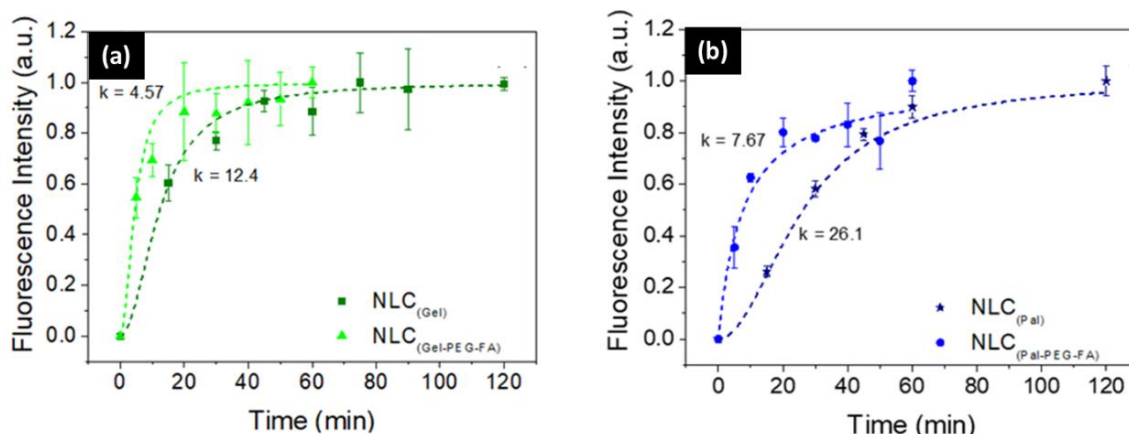 (a)
Fluorescence Intensity (a.u.)
1.2
1.0
0.8
0.6
0.4
0.2
0.0
k = 4.57
k = 12.4
NLC(Gel)
NLC(Gel-PEG-FA)
0 20 40 60 80 100 120
Time (min)
(b)
Fluorescence Intensity (a.u.)
1.2
1.0
0.8
0.6
0.4
0.2
0.0
k = 7.67
k = 26.1
NLC(Pal)
NLC(Pal-PEG-FA)
0 20 40 60 80 100 120
Time (min)